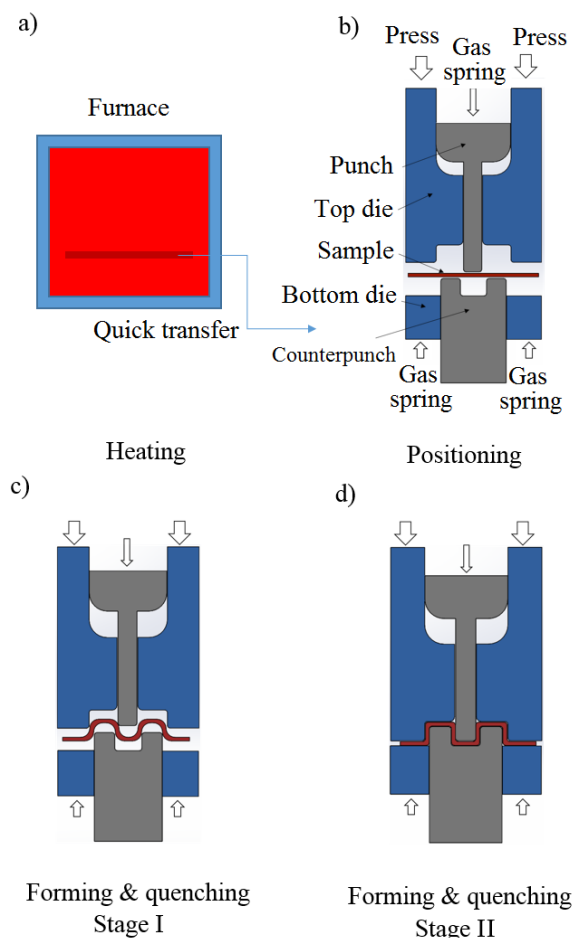 a)
Furnace
Quick transfer
Heating
b)
Press
Gas
spring
Press
Punch
Top die
Sample
Bottom die
Counterpunch
Gas
spring
Gas
spring
Positioning
c)
Forming & quenching
Stage I
d)
Forming & quenching
Stage II